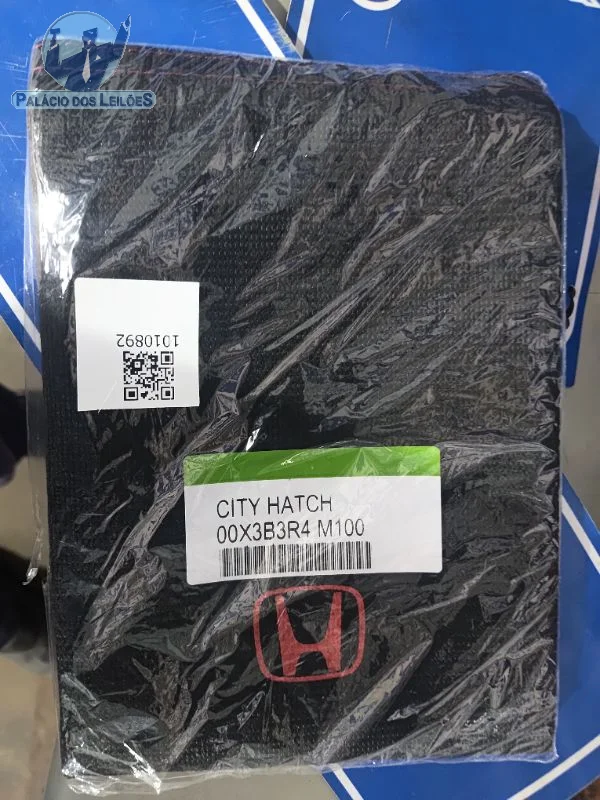 PALÁCIO DOS LEILÕES
1010892
CITY HATCH
00X3B3R4 M100